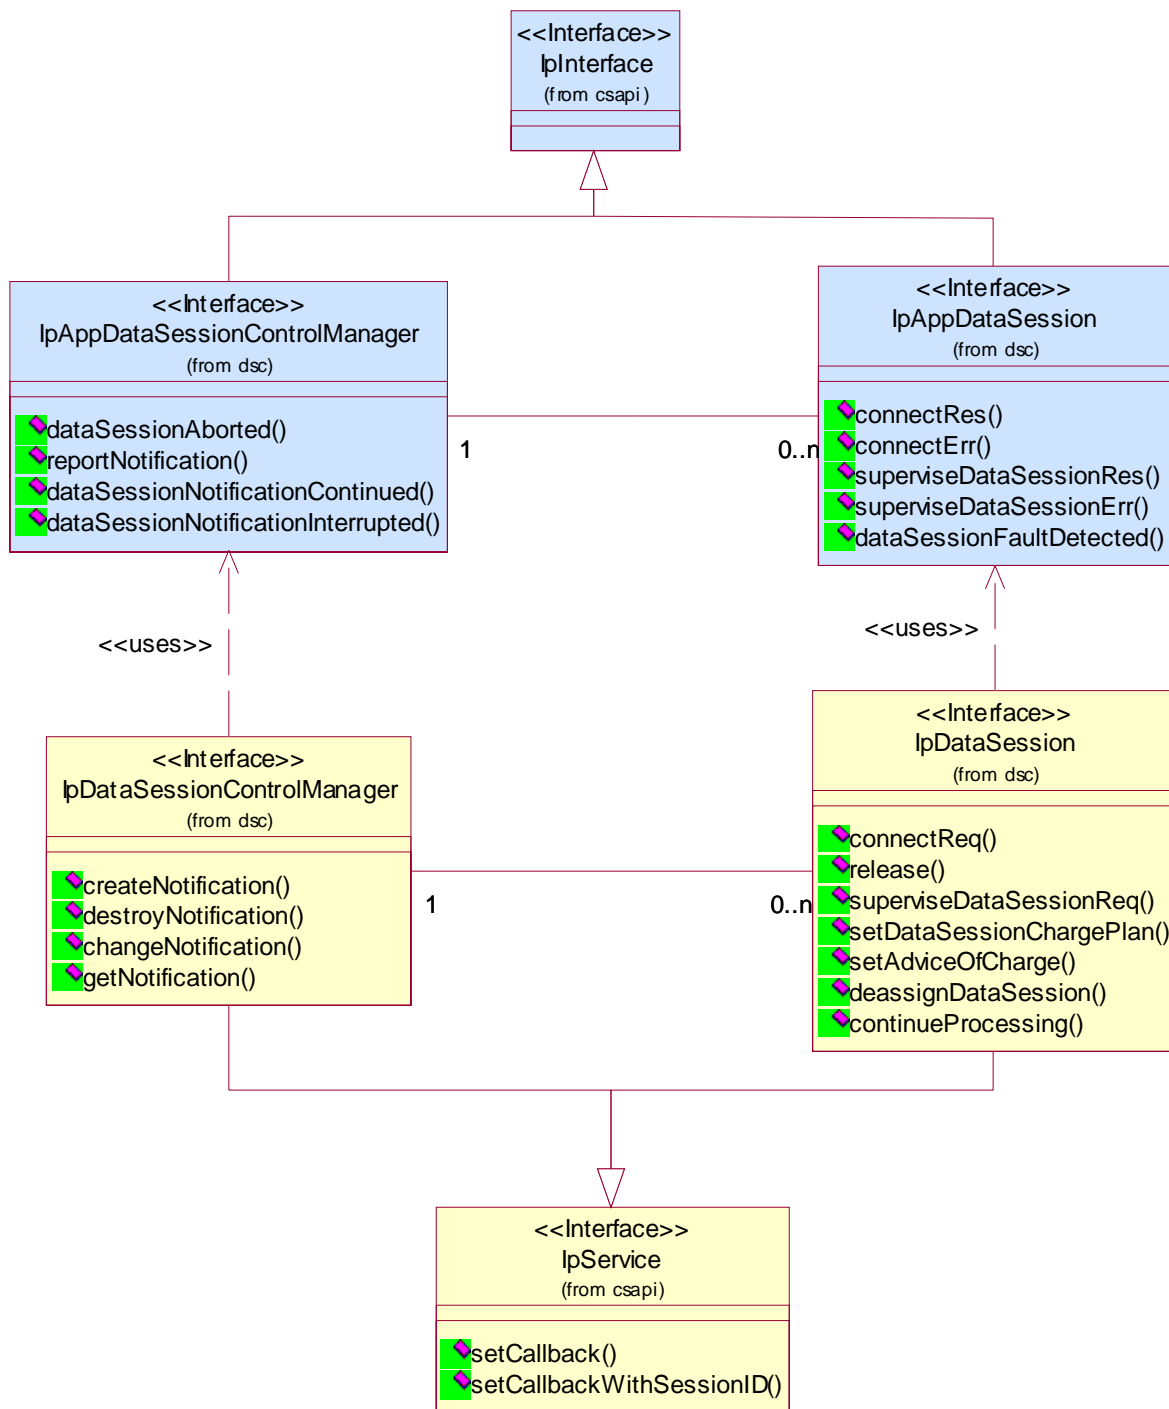 <<Interface>>
IpInterface
(from csapi)
<<Interface>>
IpAppDataSessionControlManager
(from dsc)
dataSessionAborted()
reportNotification()
dataSessionNotificationContinued()
dataSessionNotificationInterrupted()
<<Interface>>
IpAppDataSession
(from dsc)
connectRes()
connectErr()
superviseDataSessionRes()
superviseDataSessionErr()
dataSessionFaultDetected()
1
0..n
<<uses>>
<<uses>>
<<Interface>>
IpDataSessionControlManager
(from dsc)
createNotification()
destroyNotification()
changeNotification()
getNotification()
<<Interface>>
IpDataSession
(from dsc)
connectReq()
release()
superviseDataSessionReq()
setDataSessionChargePlan()
setAdviceOfCharge()
deassignDataSession()
continueProcessing()
1
0..n
<<Interface>>
IpService
(from csapi)
setCallback()
setCallbackWithSessionID()